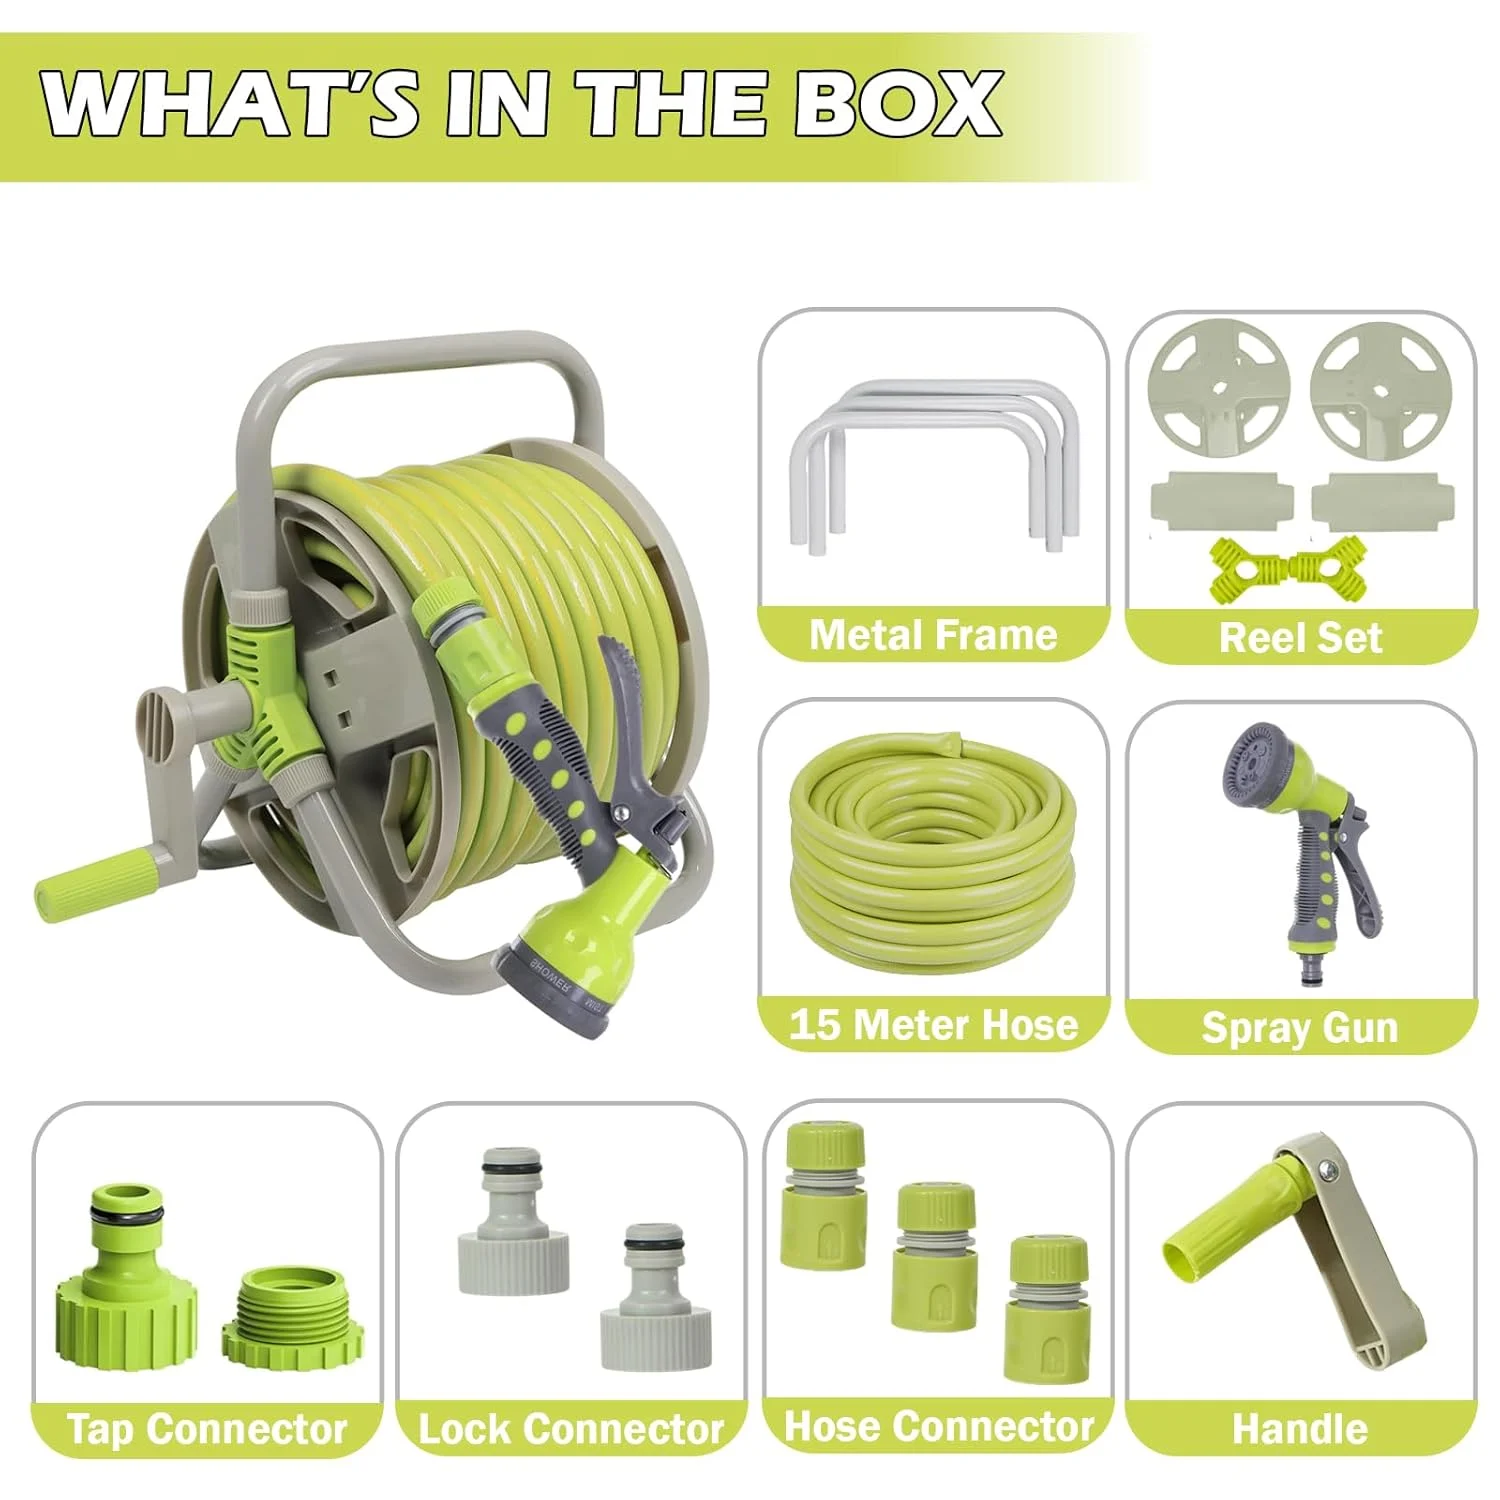 WHAT'S IN THE BOX
Metal Frame
Reel Set
SHOWER
15 Meter Hose
Spray Gun
Tap Connector
Lock Connector
Hose Connector
Handle